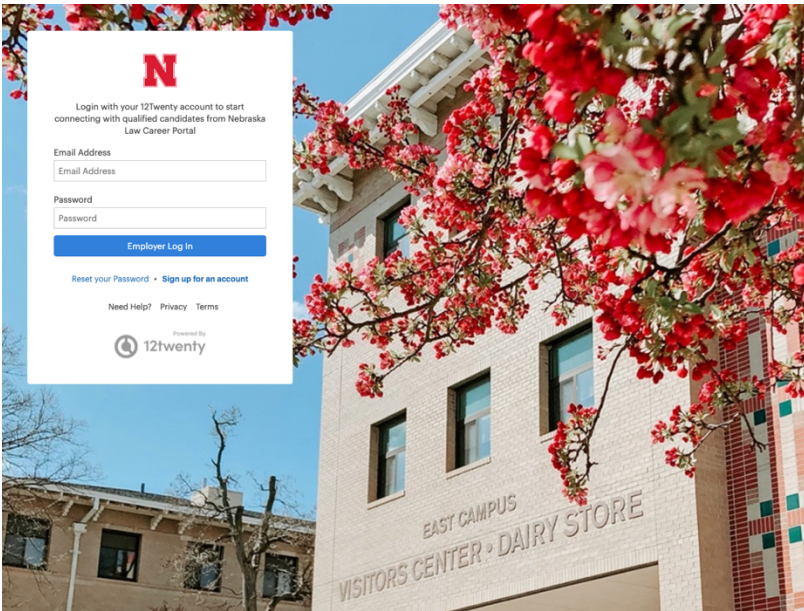 N
Login with your 12Twenty account to start
connecting with qualified candidates from Nebraska
Law Career Portal
Email Address
Email Address
Password
Password
Employer Log In
Reset your Password • Sign up for an account
Need Help? Privacy Terms
Powered By
12twenty
EAST CAMPUS
VISITORS CENTER • DAIRY STORE